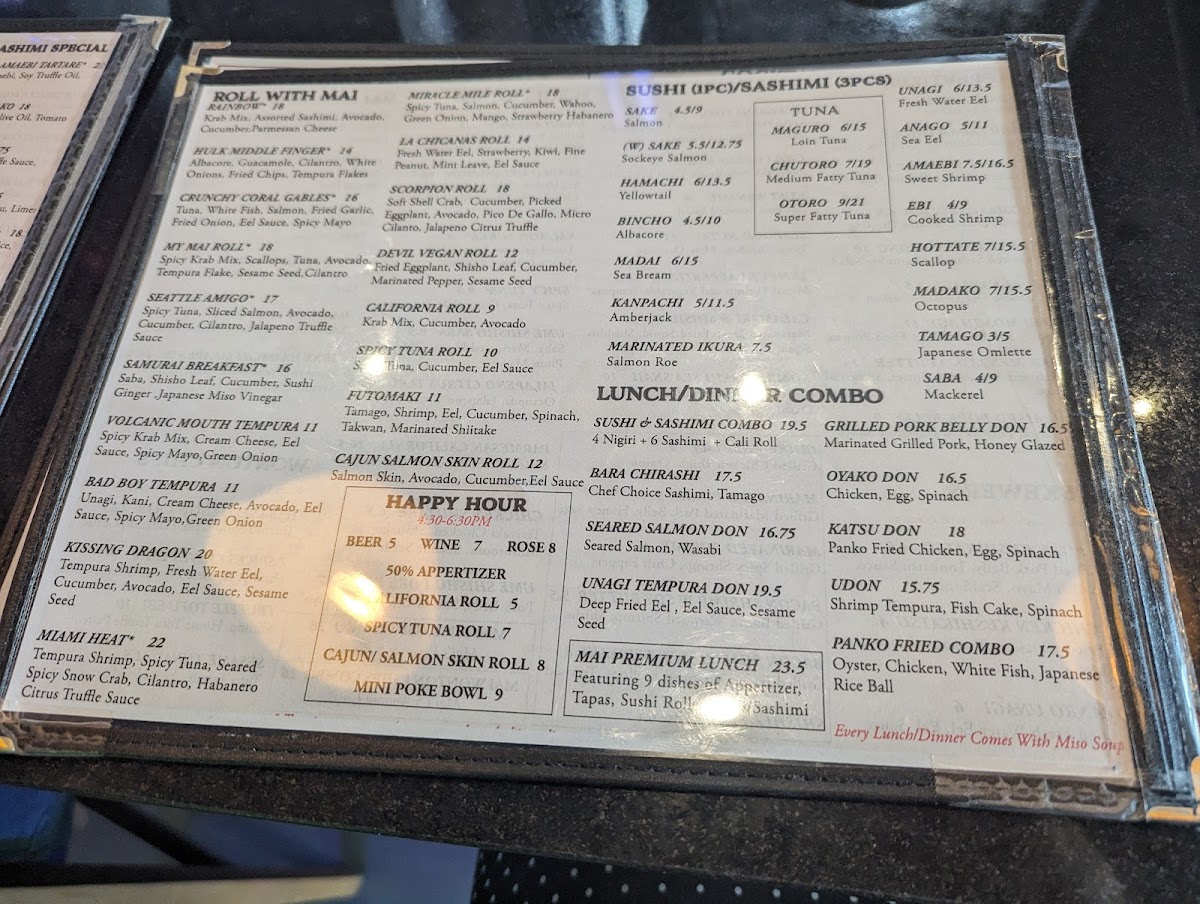 ASHIMI SPECIAL
AMAEBI TARTARE* 2
aebi, Soy Truffle Oil,
KO 18
live Oil, Tomato
75
fe Sauce,
u, Lime
18
ROLL WITH MAI
RAINBOW* 18
Krab Mix, Assorted Sashimi, Avocado,
Cucumber,Parmessan Cheese
HULK MIDDLE FINGER* 14
Albacore, Guacamole, Cilantro, White
Onions, Fried Chips, Tempura Flakes
CRUNCHY CORAL GABLES* 16
Tuna, White Fish, Salmon, Fried Garlic,
Fried Onion, Eel Sauce, Spicy Mayo
MY MAI ROLL* 18
Spicy Krab Mix, Scallops, Tuna, Avocado,
Tempura Flake, Sesame Seed,Cilantro
SEATTLE AMIGO* 17
Spicy Tuna, Sliced Salmon, Avocado,
Cucumber, Cilantro, Jalapeno Truffle
Sauce
SAMURAI BREAKFAST* 16
Saba, Shisho Leaf, Cucumber, Sushi
Ginger Japanese Miso Vinegar
VOLCANIC MOUTH TEMPURA 11
Spicy Krab Mix, Cream Cheese, Eel
Sauce, Spicy Mayo,Green Onion
BAD BOY TEMPURA 11
Unagi, Kani, Cream Cheese, Avocado, Eel
Sauce, Spicy Mayo,Green Onion
KISSING DRAGON 20
Tempura Shrimp, Fresh Water Eel,
Cucumber, Avocado, Eel Sauce, Sesame
Seed
MIAMI HEAT* 22
Tempura Shrimp, Spicy Tuna, Seared
Spicy Snow Crab, Cilantro, Habanero
Citrus Truffle Sauce
MIRACLE MILE ROLL* 18
Spicy Tuna, Salmon, Cucumber, Wahoo,
Green Onion, Mango, Strawberry Habanero
LA CHICANAS ROLL 14
Fresh Water Eel, Strawberry, Kiwi, Fine
Peanut, Mint Leave, Eel Sauce
SCORPION ROLL 18
Soft Shell Crab, Cucumber, Picked
Eggplant, Avocado, Pico De Gallo, Micro
Cilanto, Jalapeno Citrus Truffle
DEVIL VEGAN ROLL 12
Fried Eggplant, Shisho Leaf, Cucumber,
Marinated Pepper, Sesame Seed
CALIFORNIA ROLL 9
Krab Mix, Cucumber, Avocado
SPICY TUNA ROLL 10
Tuna, Cucumber, Eel Sauce
FUTOMAKI 11
Tamago, Shrimp, Eel, Cucumber, Spinach,
Takwan, Marinated Shiitake
CAJUN SALMON SKIN ROLL 12
Salmon Skin, Avocado, Cucumber,Eel Sauce
HAPPY HOUR
4:30-6:30PM
BEER 5 WINE 7 ROSE 8
50% APPERTIZER
CALIFORNIA ROLL 5
SPICY TUNA ROLL 7
CAJUN/ SALMON SKIN ROLL 8
MINI POKE BOWL 9
SUSHI (1PC)/SASHIMI (3PCS)
SAKE 4.5/9
Salmon
(W) SAKE 5.5/12.75
Sockeye Salmon
HAMACHI 6/13.5
Yellowtail
BINCHO 4.5/10
Albacore
MADAI 6/15
Sea Bream
KANPACHI 5/11.5
Amberjack
MARINATED IKURA 7.5
Salmon Roe
TUNA
MAGURO 6/15
Loin Tuna
CHUTORO 7/19
Medium Fatty Tuna
OTORO 9/21
Super Fatty Tuna
UNAGI 6/13.5
Fresh Water Eel
ANAGO 5/11
Sea Eel
AMAEBI 7.5/16.5
Sweet Shrimp
EBI 4/9
Cooked Shrimp
HOTTATE 7/15.5
Scallop
MADAKO 7/15.5
Octopus
TAMAGO 3/5
Japanese Omlette
SABA 4/9
Mackerel
LUNCH/DINNER COMBO
SUSHI & SASHIMI COMBO 19.5
4 Nigiri + 6 Sashimi + Cali Roll
BARA CHIRASHI 17.5
Chef Choice Sashimi, Tamago
SEARED SALMON DON 16.75
Seared Salmon, Wasabi
UNAGI TEMPURA DON 19.5
Deep Fried Eel , Eel Sauce, Sesame
Seed
MAI PREMIUM LUNCH 23.5
Featuring 9 dishes of Appertizer,
Tapas, Sushi Roll Sashimi
GRILLED PORK BELLY DON 16.5
Marinated Grilled Pork, Honey Glazed
OYAKO DON 16.5
Chicken, Egg, Spinach
KATSU DON 18
Panko Fried Chicken, Egg, Spinach
UDON 15.75
Shrimp Tempura, Fish Cake, Spinach
PANKO FRIED COMBO 17.5
Oyster, Chicken, White Fish, Japanese
Rice Ball
Every Lunch/Dinner Comes With Miso Soup